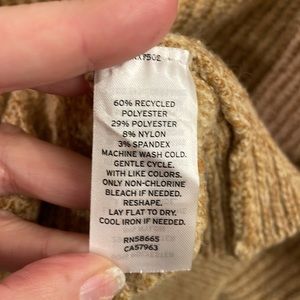 60% RECYCLED
POLYESTER
29% POLYESTER
8% NYLON
3% SPANDEX
MACHINE WASH COLD.
GENTLE CYCLE.
WITH LIKE COLORS.
ONLY NON-CHLORINE
BLEACH IF NEEDED.
RESHAPE.
LAY FLAT TO DRY.
COOL IRON IF NEEDED.
RN58665
CA57963